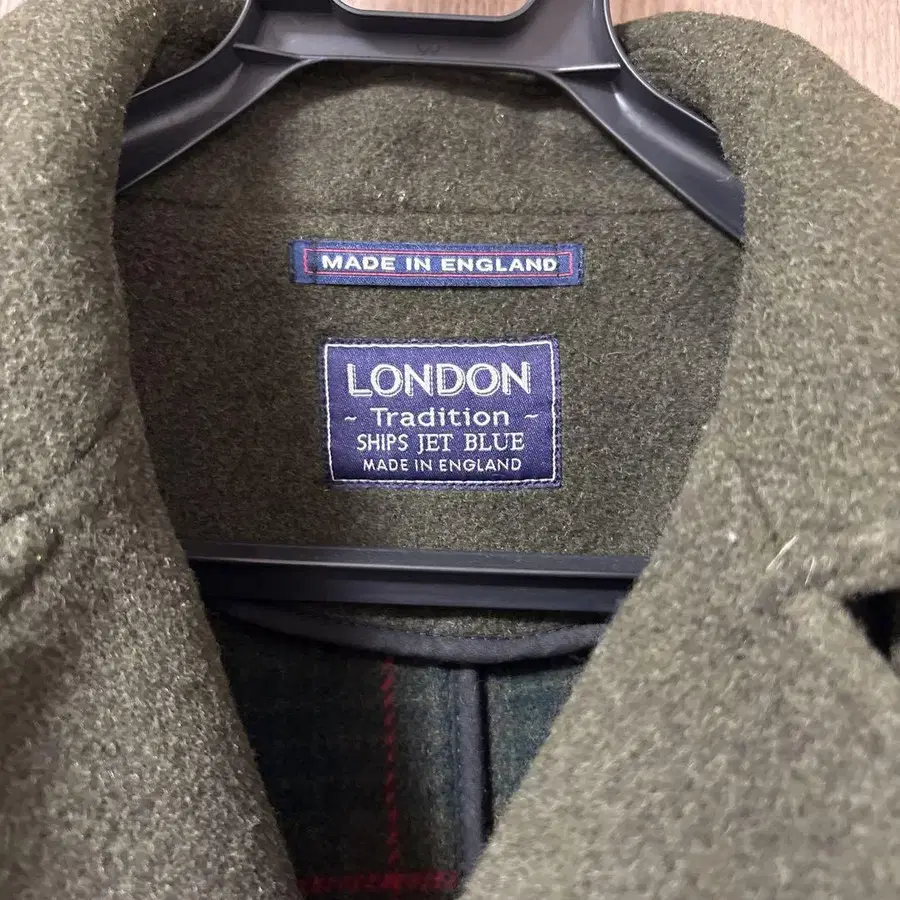 MADE IN ENGLAND
LONDON
~ Tradition ~
SHIPS JET BLUE
MADE IN ENGLAND